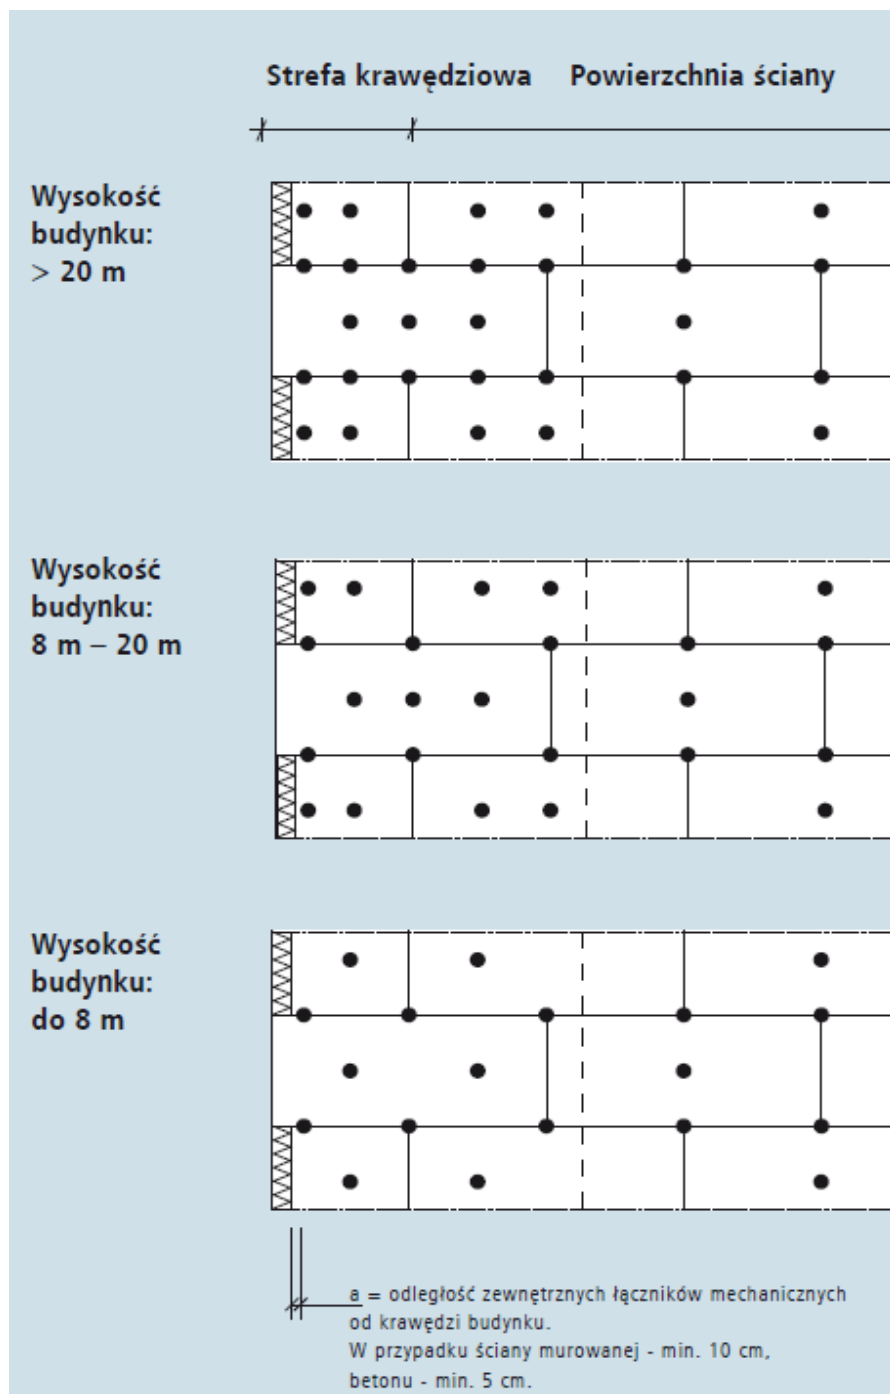 Strefa krawędziowa Powierzchnia ściany
Wysokość
budynku:
> 20 m
Wysokość
budynku:
8 m – 20 m
Wysokość
budynku:
do 8 m
a = odległość zewnętrznych łączników mechanicznych
od krawędzi budynku.
W przypadku ściany murowanej - min. 10 cm,
betonu - min. 5 cm.